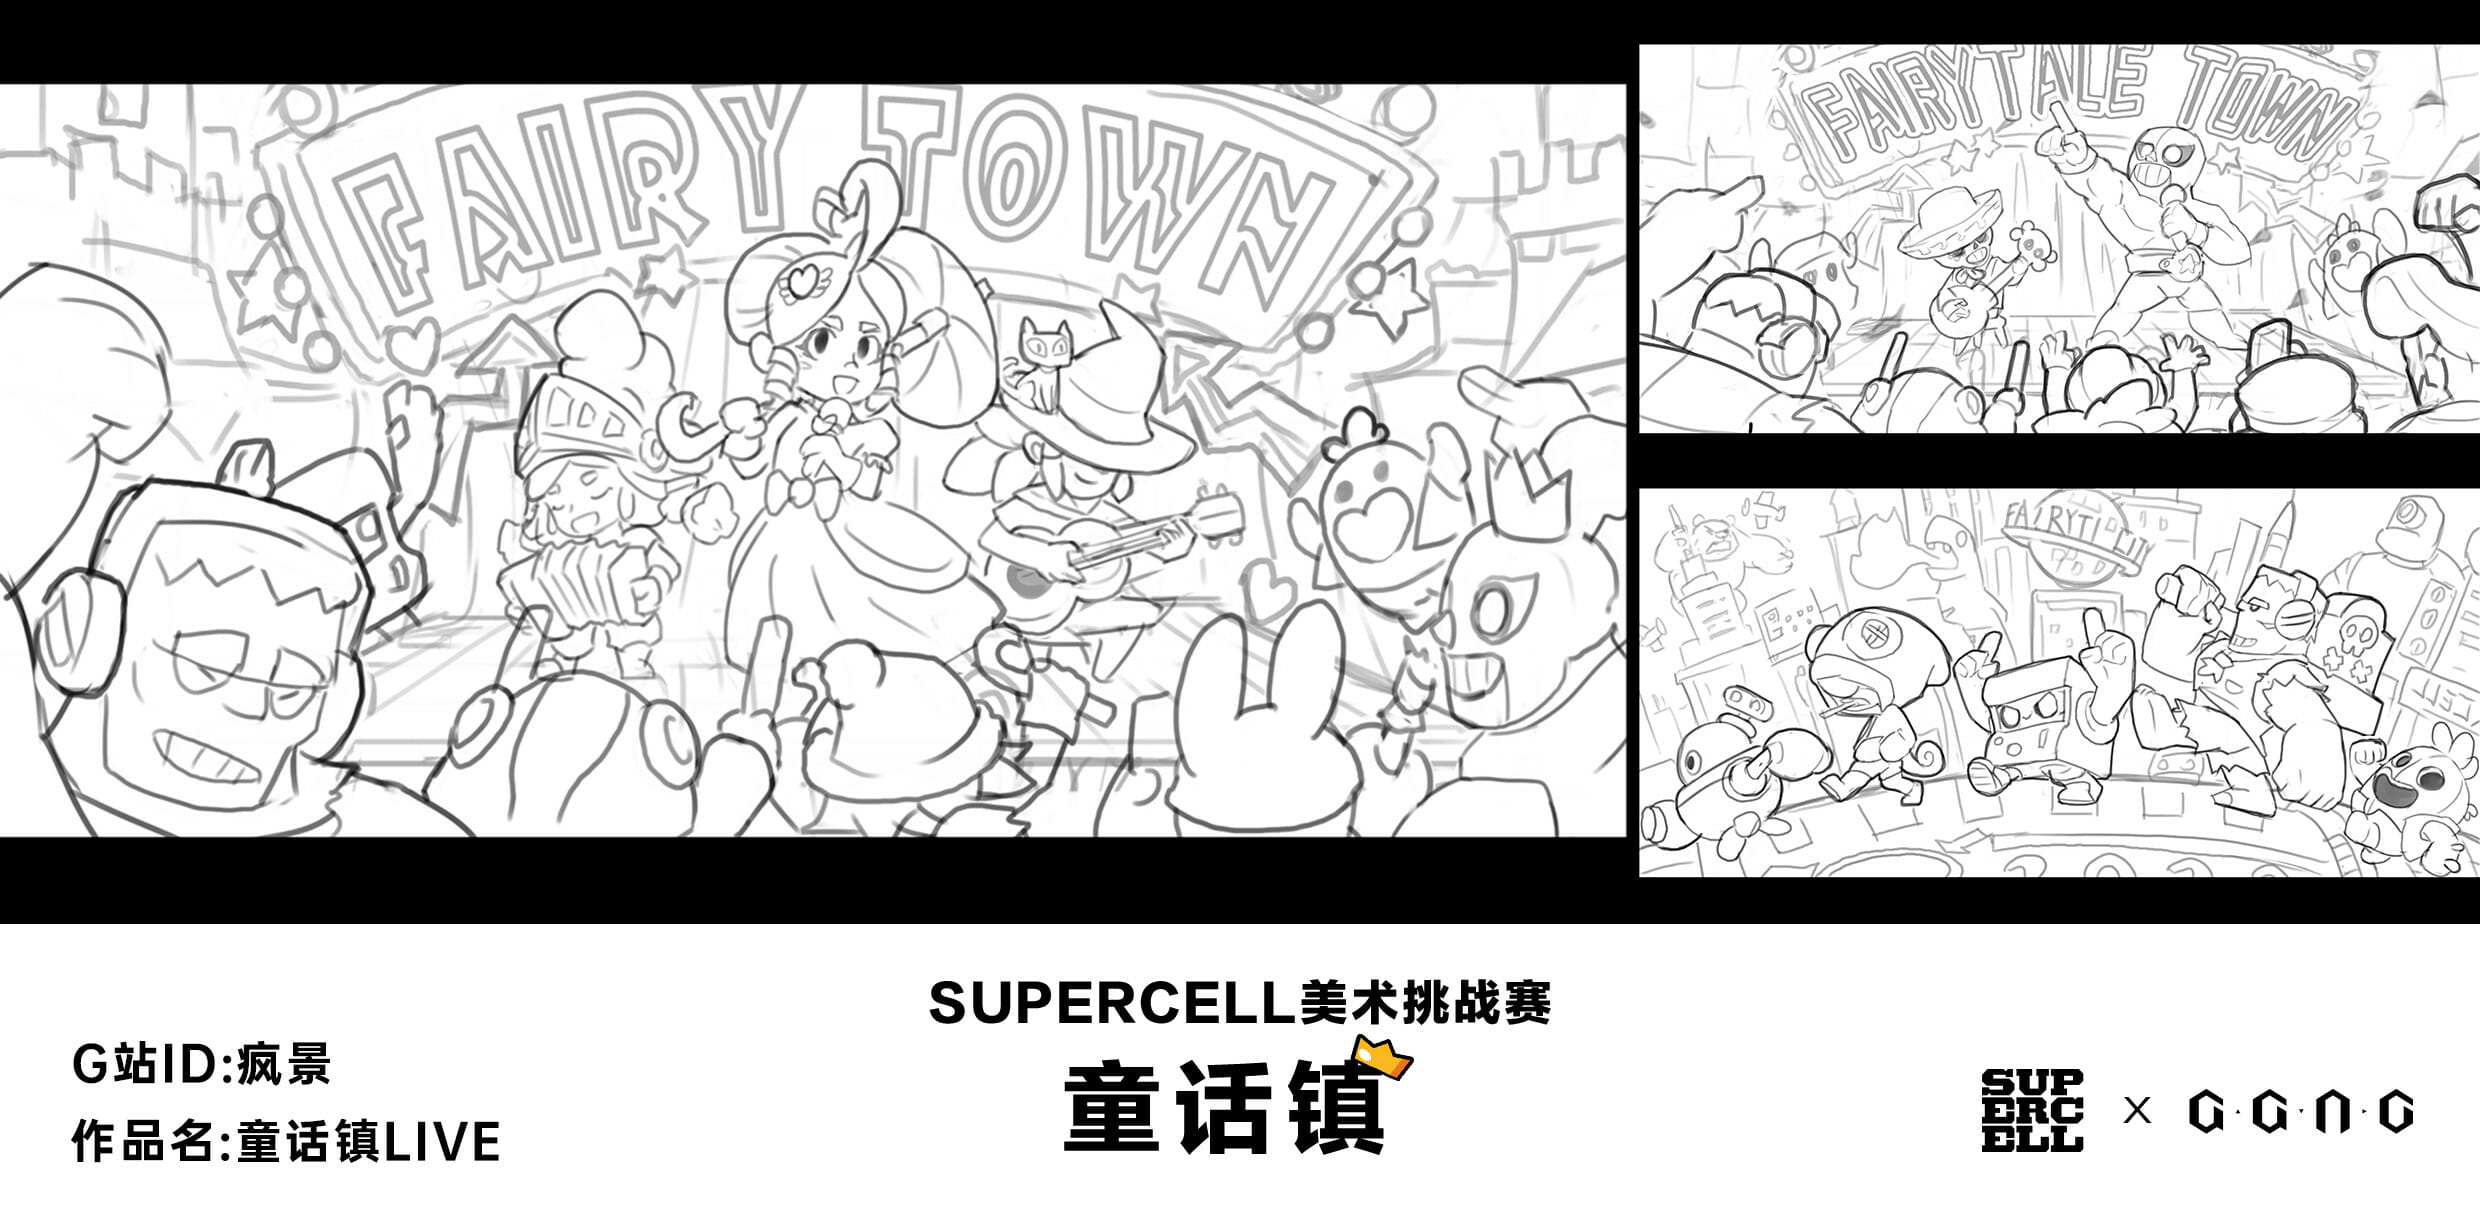 FAIRY TOWN
FAIRYTALE TOWN
SUPERCELL美术挑战赛
童话镇
G站ID:疯景
作品名:童话镇LIVE
SUP
ERC
ELL
X
G·G·N·G